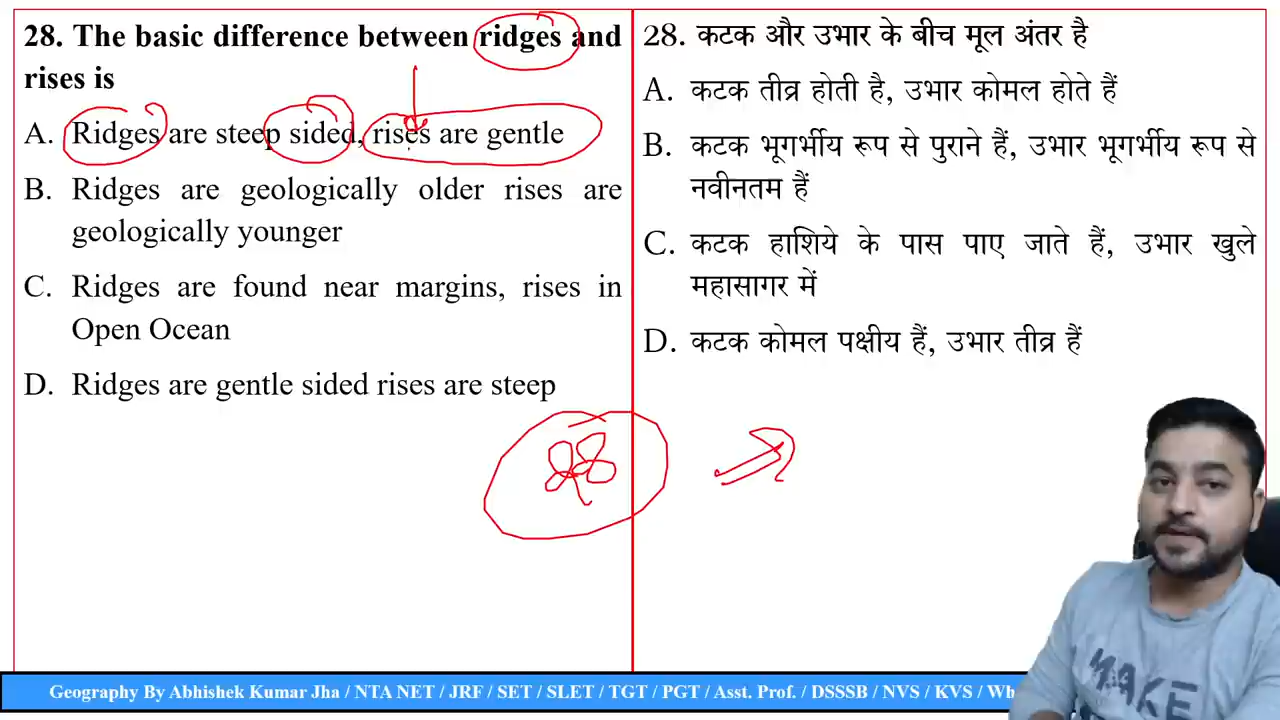 28. The basic difference between ridges and
rises is
A. Ridges are steep sided, rises are gentle
B. Ridges are geologically older rises are
geologically younger
C. Ridges are found near margins, rises in
Open Ocean
D. Ridges are gentle sided rises are steep
28. कटक और उभार के बीच मूल अंतर है
A. कटक तीव्र होती है, उभार कोमल होते हैं
B. कटक भूगर्भीय रूप से पुराने हैं, उभार भूगर्भीय रूप से
नवीनतम हैं
C. कटक हाशिये के पास पाए जाते हैं, उभार खुले
महासागर में
D. कटक कोमल पक्षीय हैं, उभार तीव्र हैं
Geography By Abhishek Kumar Jha / NTA NET / JRF / SET / SLET / TGT / PGT / Asst. Prof. / DSSSB / NVS / KVS /
MAKE